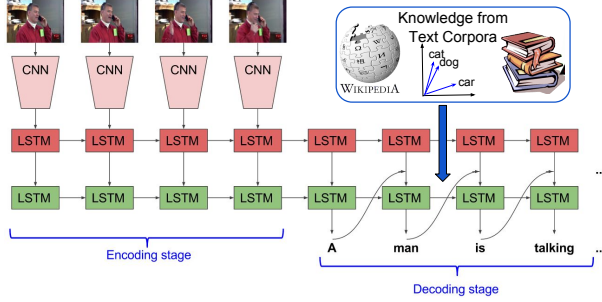 Knowledge from
Text Corpora
WIKIPEDIA
cat
dog
car
CNN CNN CNN CNN
LSTM LSTM LSTM LSTM LSTM LSTM LSTM LSTM
..
LSTM LSTM LSTM LSTM LSTM LSTM LSTM LSTM
A man is talking ..
Encoding stage
Decoding stage